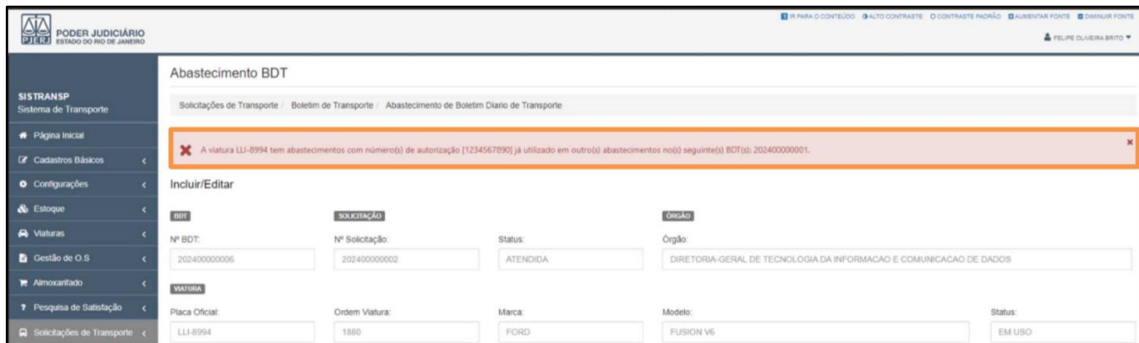 IR PARA O CONTEÚDO ALTO CONTRASTE CONTRASTE PADRÃO AUMENTAR FONTE DIMINUIR FONTE
PJERJ
PODER JUDICIÁRIO
ESTADO DO RIO DE JANEIRO
FELIPE OLIVEIRA BRITO
SISTRANSP
Sistema de Transporte
Página Inicial
Cadastros Básicos
Configurações
Estoque
Viaturas
Gestão de O.S
Almoxarifado
Pesquisa de Satisfação
Solicitações de Transporte
Abastecimento BDT
Solicitações de Transporte / Boletim de Transporte / Abastecimento de Boletim Diario de Transporte
A viatura LLI-8994 tem abastecimentos com número(s) de autorização [1234567890] já utilizado em outro(s) abastecimentos no(s) seguinte(s) BDT(s): 202400000001.
Incluir/Editar
BDT SOLICITAÇÃO ÓRGÃO
Nº BDT: Nº Solicitação: Status: Órgão:
202400000006 202400000002 ATENDIDA DIRETORIA-GERAL DE TECNOLOGIA DA INFORMACAO E COMUNICACAO DE DADOS
VIATURA
Placa Oficial: Ordem Viatura: Marca: Modelo: Status:
LLI-8994 1880 FORD FUSION V6 EM USO